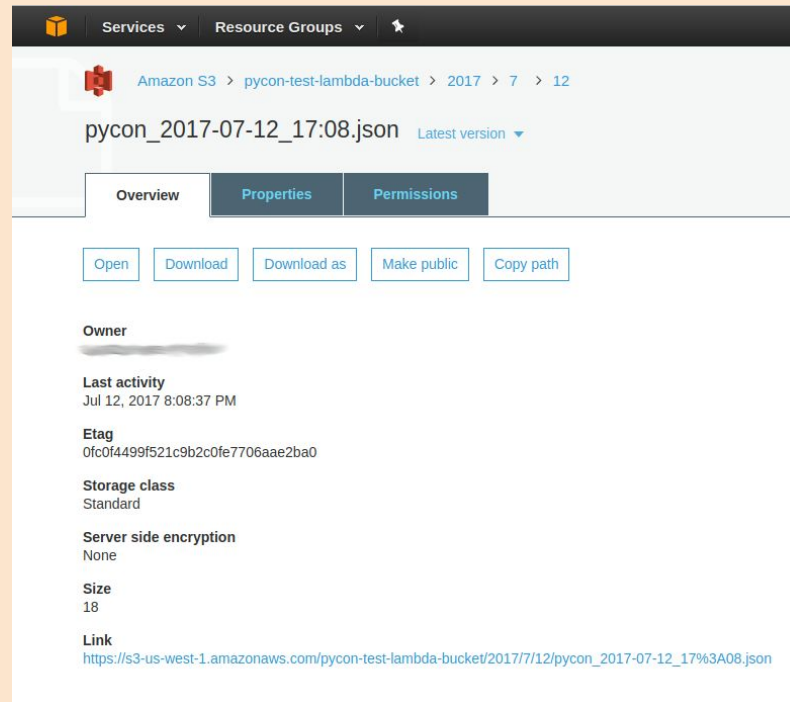 Services Resource Groups
Amazon S3 > pycon-test-lambda-bucket > 2017 > 7 > 12
pycon_2017-07-12_17:08.json Latest version
Overview Properties Permissions
Open Download Download as Make public Copy path
Owner
Last activity
Jul 12, 2017 8:08:37 PM
Etag
0fc0f4499f521c9b2c0fe7706aae2ba0
Storage class
Standard
Server side encryption
None
Size
18
Link
https://s3-us-west-1.amazonaws.com/pycon-test-lambda-bucket/2017/7/12/pycon_2017-07-12_17%3A08.json